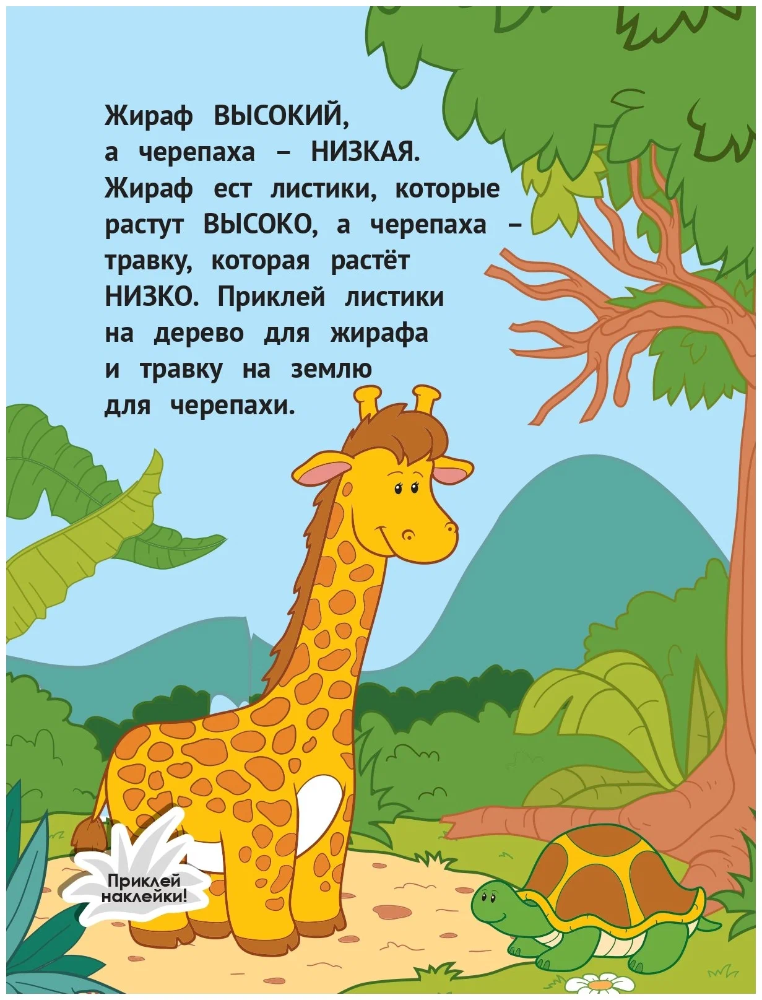 Жираф ВЫСОКИЙ,
а черепаха – НИЗКАЯ.
Жираф ест листики, которые
растут ВЫСОКО, а черепаха –
травку, которая растёт
НИЗКО. Приклей листики
на дерево для жирафа
и травку на землю
для черепахи.
Приклей
наклейки!